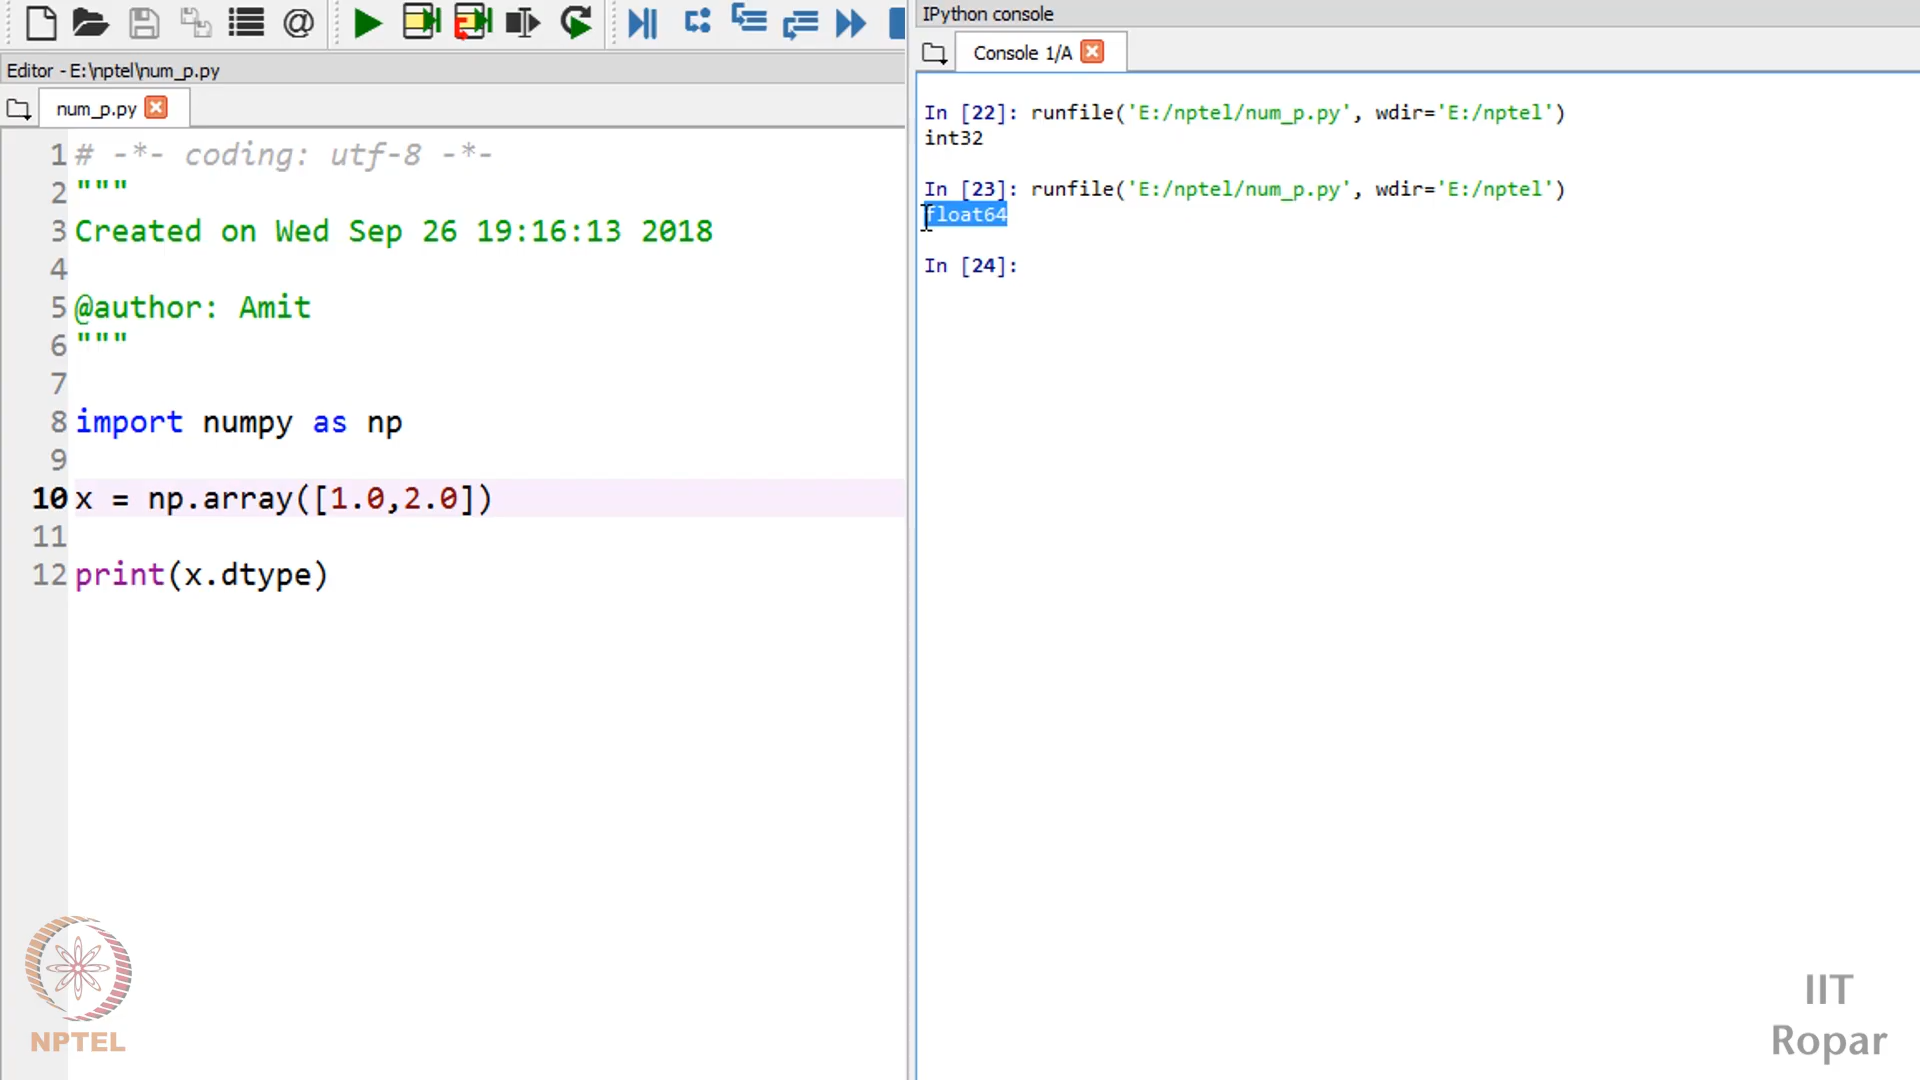 Editor - E:\nptel\num_p.py
num_p.py
1 # -*- coding: utf-8 -*-
2 """
3 Created on Wed Sep 26 19:16:13 2018
4
5 @author: Amit
6 """
7
8 import numpy as np
9
10 x = np.array([1.0,2.0])
11
12 print(x.dtype)
NPTEL
IPython console
Console 1/A
In [22]: runfile('E:/nptel/num_p.py', wdir='E:/nptel')
int32
In [23]: runfile('E:/nptel/num_p.py', wdir='E:/nptel')
float64
In [24]:
IIT
Ropar